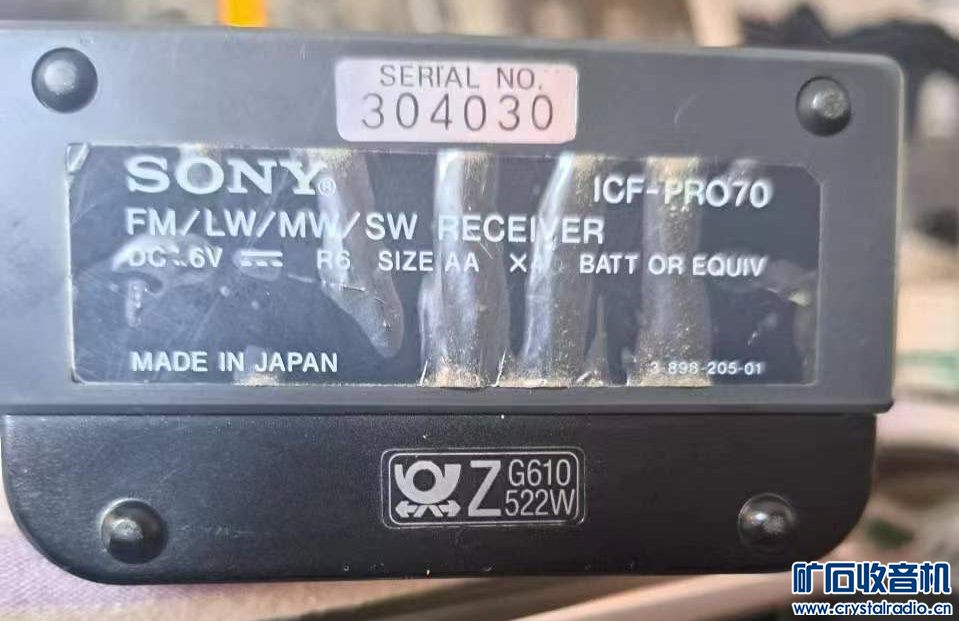 SERIAL NO.
304030
SONY®
ICF-PRO70
FM/LW/MW/SW RECEIVER
6V R6 SIZE AA BATT OR EQUIV
MADE IN JAPAN
3-898-205-01
Z G610
522W
矿石收音机
www.crystalradio.cn